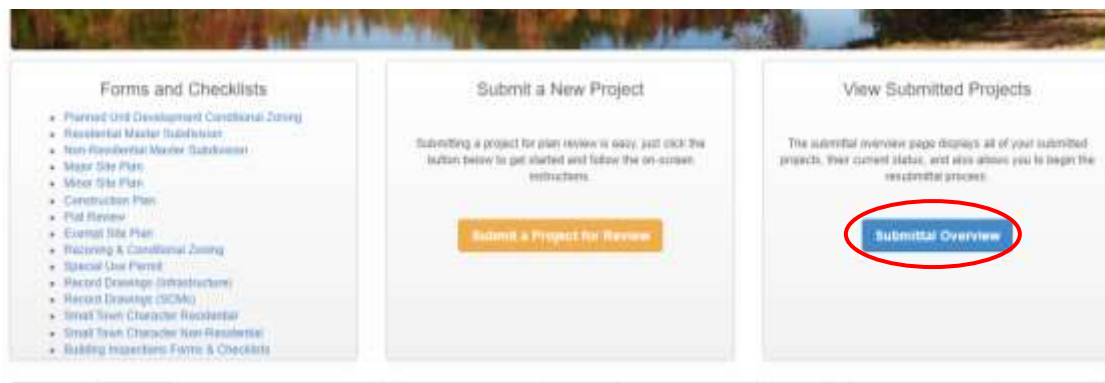 Forms and Checklists
Planned Unit Development Conditional Zoning
Residential Master Subdivision
Non-Residential Master Subdivision
Major Site Plan
Minor Site Plan
Construction Plan
Plat Review
Exempt Site Plan
Rezoning & Conditional Zoning
Special Use Permit
Record Drawings (Infrastructure)
Record Drawings (SCMs)
Small Town Character Residential
Small Town Character Non-Residential
Building Inspections Forms & Checklists
Submit a New Project
Submitting a project for plan review is easy, just click the
button below to get started and follow the on-screen
instructions.
Submit a Project for Review
View Submitted Projects
The submittal overview page displays all of your submitted
projects, their current status, and also allows you to begin the
resubmittal process.
Submittal Overview